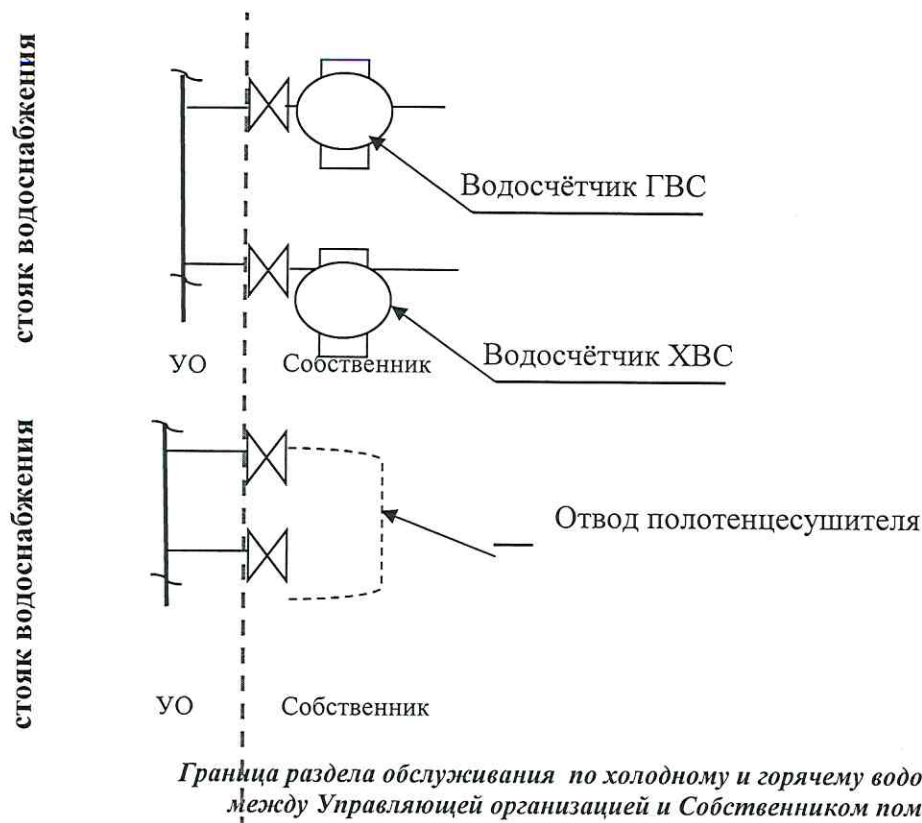 стояк водоснабжения
Водосчётчик ГВС
Водосчётчик ХВС
УО Собственник
стояк водоснабжения
Отвод полотенцесушителя
УО Собственник
Граница раздела обслуживания по холодному и горячему водо
между Управляющей организацией и Собственником пом